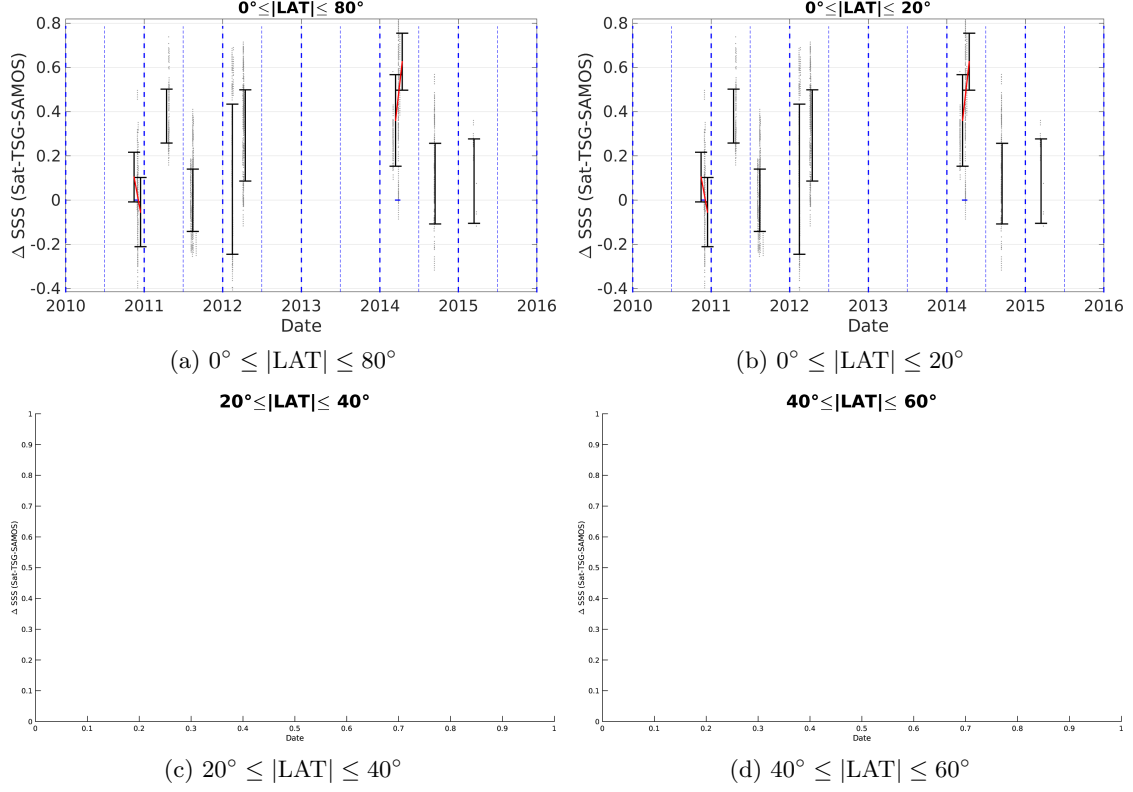 0°≤|LAT|≤ 80°
0.8
0.6
0.4
0.2
0
-0.2
-0.4
Δ SSS (Sat-TSG-SAMOS)
2010 2011 2012 2013 2014 2015 2016
Date
(a) 0° ≤ |LAT| ≤ 80°
0°≤|LAT|≤ 20°
0.8
0.6
0.4
0.2
0
-0.2
-0.4
Δ SSS (Sat-TSG-SAMOS)
2010 2011 2012 2013 2014 2015 2016
Date
(b) 0° ≤ |LAT| ≤ 20°
20°≤|LAT|≤ 40°
1
0.9
0.8
0.7
0.6
0.5
0.4
0.3
0.2
0.1
0
Δ SSS (Sat-TSG-SAMOS)
0 0.1 0.2 0.3 0.4 0.5 0.6 0.7 0.8 0.9 1
Date
(c) 20° ≤ |LAT| ≤ 40°
40°≤|LAT|≤ 60°
1
0.9
0.8
0.7
0.6
0.5
0.4
0.3
0.2
0.1
0
Δ SSS (Sat-TSG-SAMOS)
0 0.1 0.2 0.3 0.4 0.5 0.6 0.7 0.8 0.9 1
Date
(d) 40° ≤ |LAT| ≤ 60°